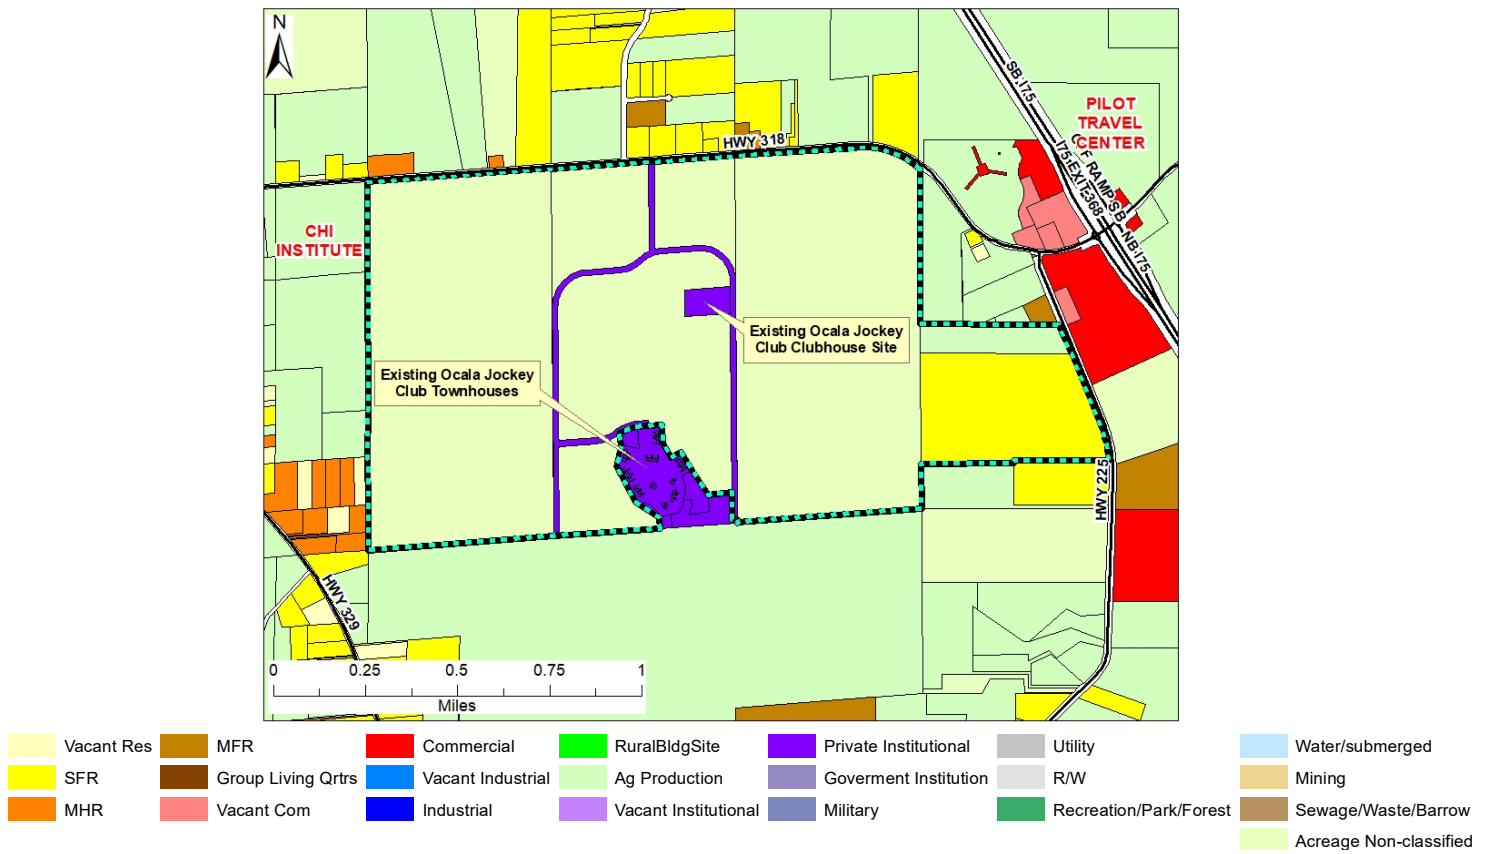 N
SB I75
PILOT
TRAVEL
CENTER
HWY 318
I75 EXIT 368
RAMP SB
NB I75
CHI
INSTITUTE
Existing Ocala Jockey
Club Clubhouse Site
Existing Ocala Jockey
Club Townhouses
HWY 225
HWY 329
0 0.25 0.5 0.75 1
Miles
Vacant Res
MFR
Commercial
RuralBldgSite
Private Institutional
Utility
Water/submerged
SFR
Group Living Qrtrs
Vacant Industrial
Ag Production
Goverment Institution
R/W
Mining
MHR
Vacant Com
Industrial
Vacant Institutional
Military
Recreation/Park/Forest
Sewage/Waste/Barrow
Acreage Non-classified